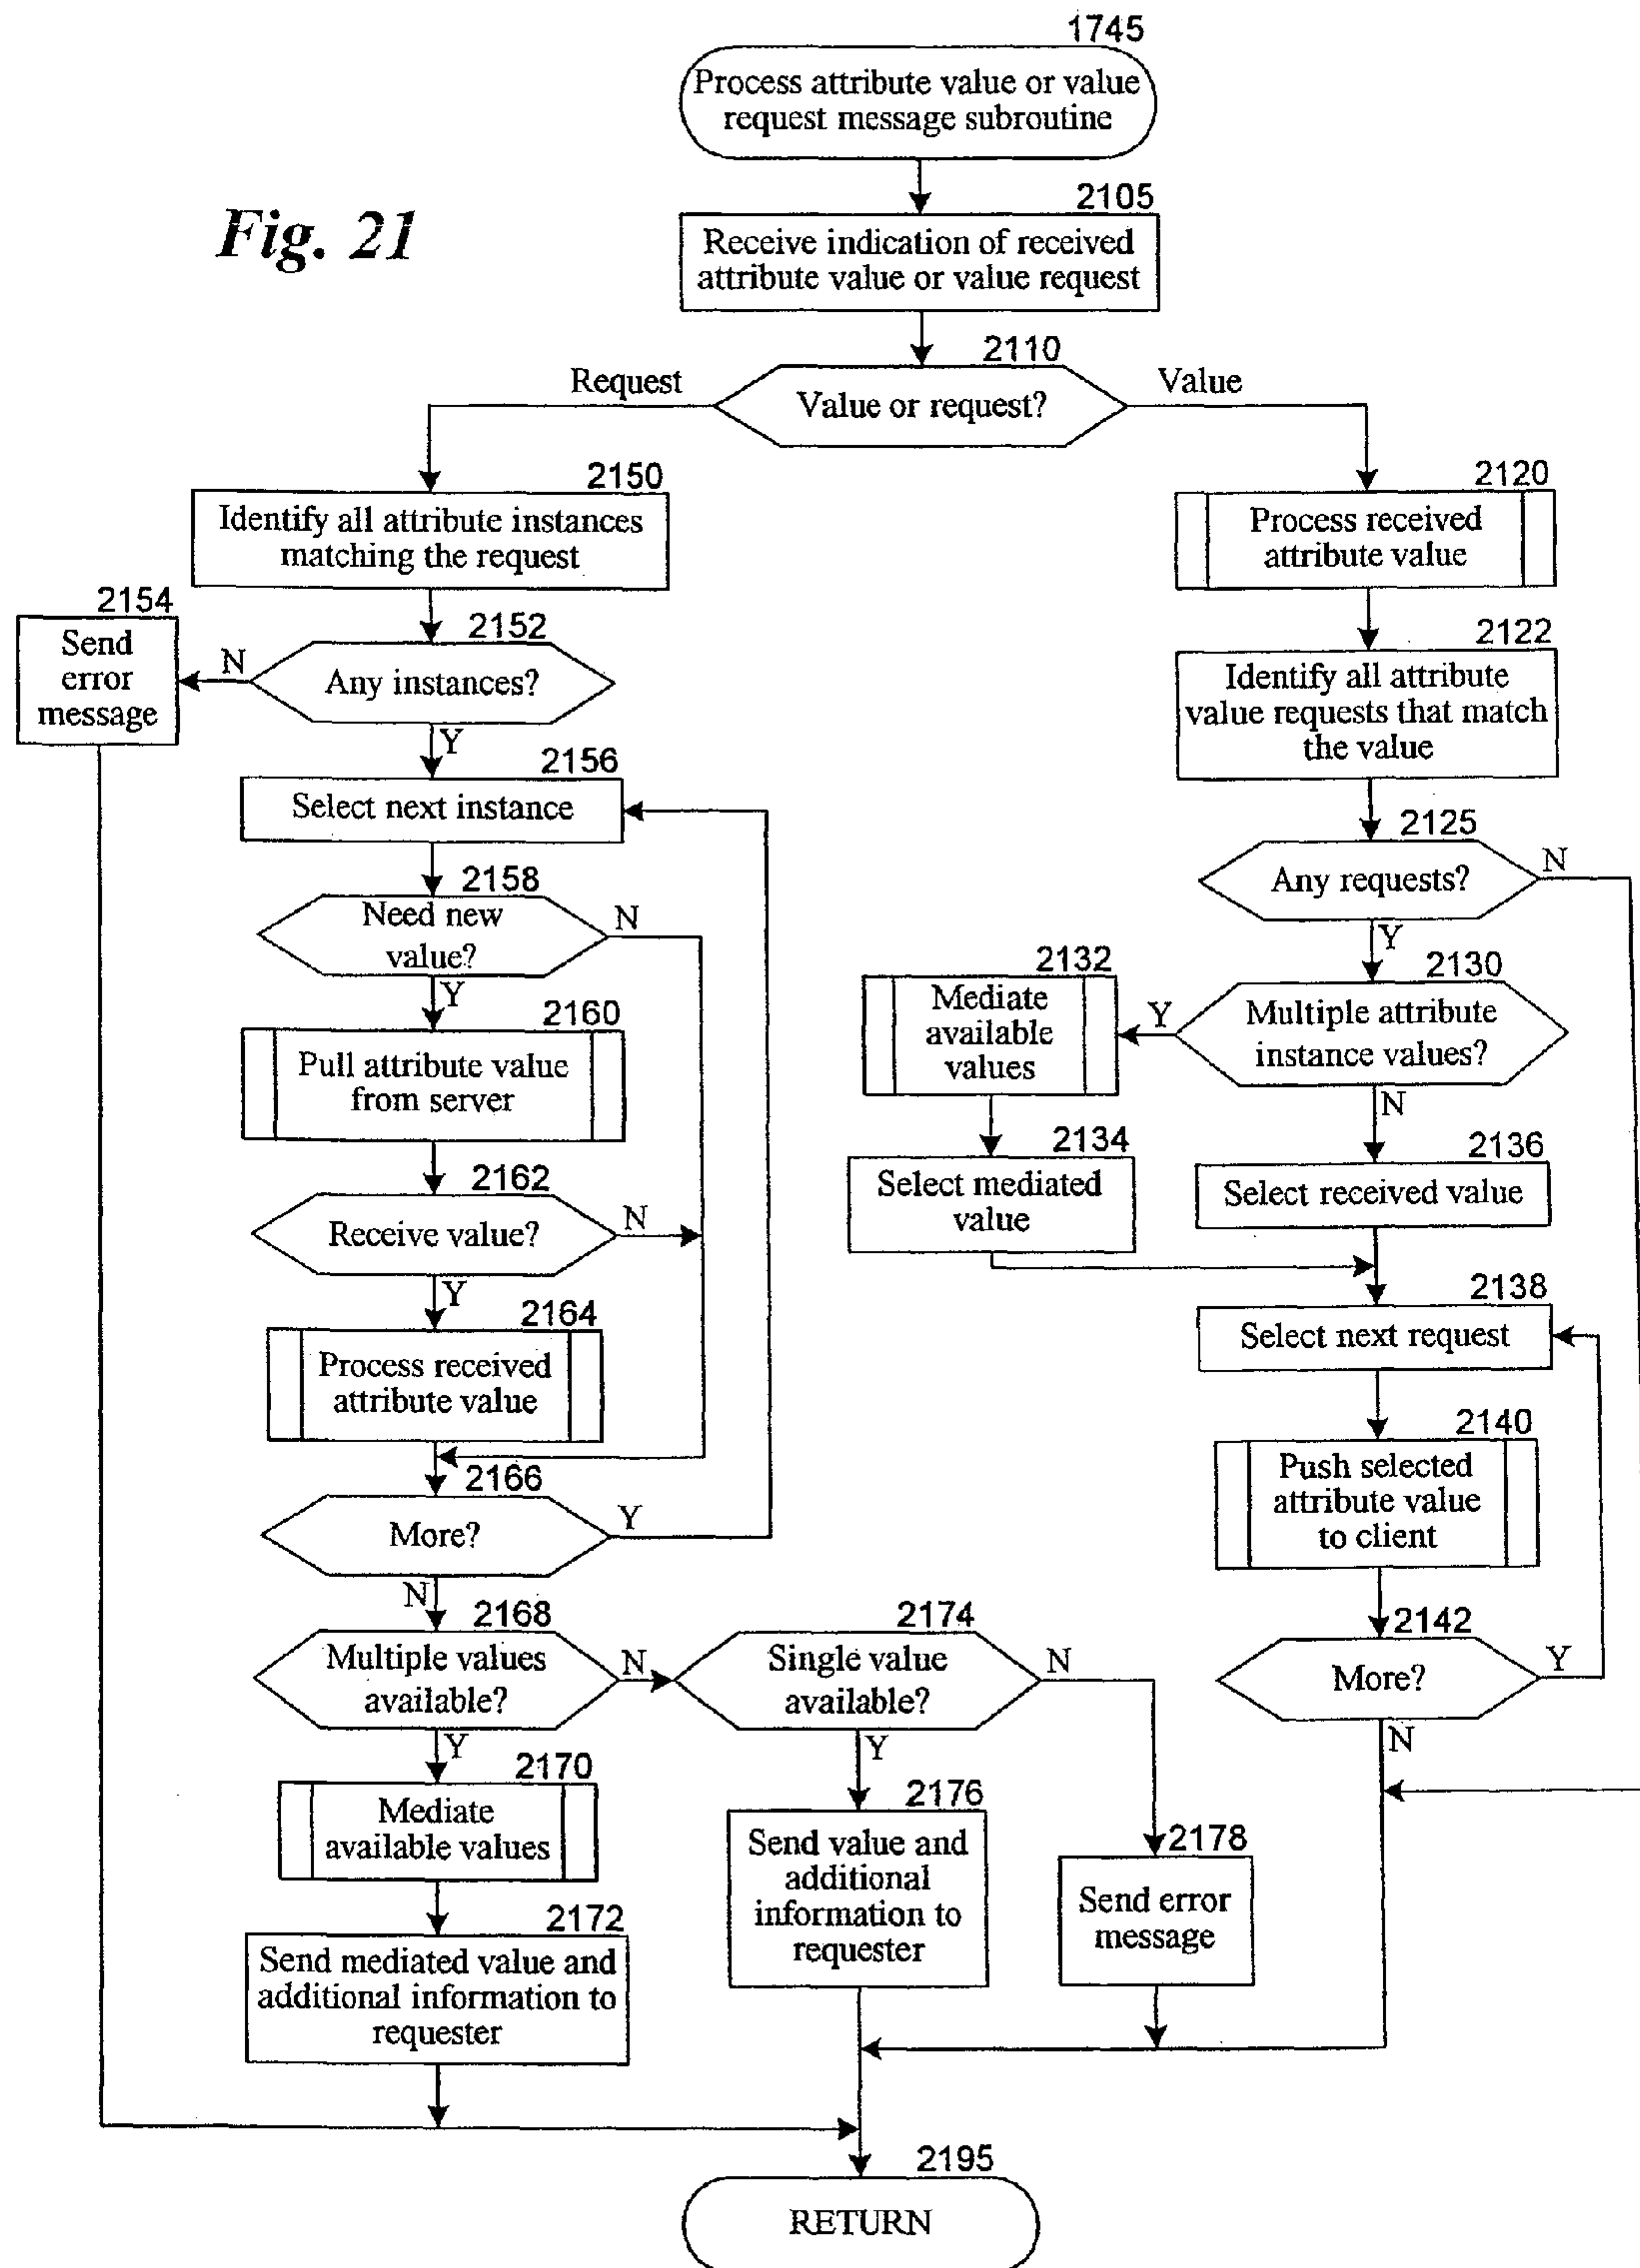 1745
Process attribute value or value
request message subroutine
Fig. 21
2105
Receive indication of received
attribute value or value request
2110
Value or request?
Request
Value
2150
Identify all attribute instances
matching the request
2154
Send
error
message
2152
Any instances?
N
Y
2156
Select next instance
2158
Need new
value?
N
Y
2160
Pull attribute value
from server
2162
Receive value?
N
Y
2164
Process received
attribute value
2166
More?
Y
N
2168
Multiple values
available?
N
Y
2170
Mediate
available values
2172
Send mediated value and
additional information to
requester
2174
Single value
available?
N
Y
2176
Send value and
additional
information to
requester
2178
Send error
message
2120
Process received
attribute value
2122
Identify all attribute
value requests that match
the value
2125
Any requests?
N
Y
2130
Multiple attribute
instance values?
Y
N
2132
Mediate
available
values
2134
Select mediated
value
2136
Select received value
2138
Select next request
2140
Push selected
attribute value
to client
2142
More?
Y
N
2195
RETURN